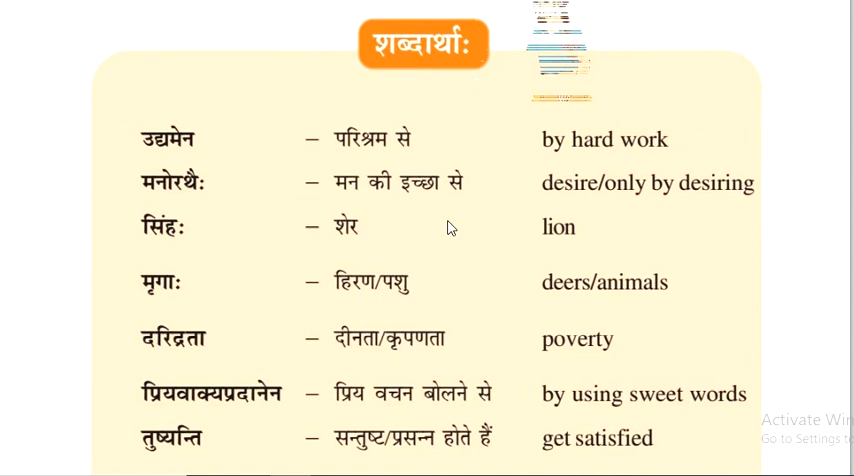 शब्दार्थाः
उद्यमेन – परिश्रम से by hard work
मनोरथैः – मन की इच्छा से desire/only by desiring
सिंहः – शेर lion
मृगाः – हिरण/पशु deers/animals
दरिद्रता – दीनता/कृपणता poverty
प्रियवाक्यप्रदानेन – प्रिय वचन बोलने से by using sweet words
तुष्यन्ति – सन्तुष्ट/प्रसन्न होते हैं get satisfied
Activate Win
Go to Settings to